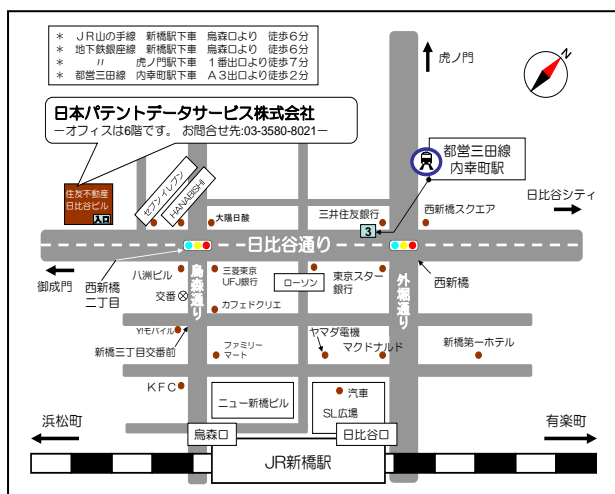 ＊　ＪＲ山の手線　新橋駅下車　烏森口より　徒歩６分
＊　地下鉄銀座線　新橋駅下車　烏森口より　徒歩６分
＊　　　〃　　　虎ノ門駅下車　１番出口より徒歩７分
＊　都営三田線　内幸町駅下車　Ａ３出口より徒歩２分
虎ノ門
N
日本パテントデータサービス株式会社
－オフィスは6階です。 お問合せ先:03-3580-8021－
都営三田線
内幸町駅
住友不動産
日比谷ビル
入口
セブンイレブン
HANABISHI
大陽日酸
三井住友銀行
3
西新橋スクエア
日比谷シティ
日比谷通り
御成門
西新橋
二丁目
八洲ビル
交番
烏森通り
三菱東京
UFJ銀行
ローソン
東京スター
銀行
外堀通り
西新橋
カフェドクリエ
Y!モバイル
新橋三丁目交番前
ファミリー
マート
ヤマダ電機
マクドナルド
新橋第一ホテル
ＫＦＣ
ニュー新橋ビル
汽車
SL広場
浜松町
烏森口
日比谷口
有楽町
JR新橋駅